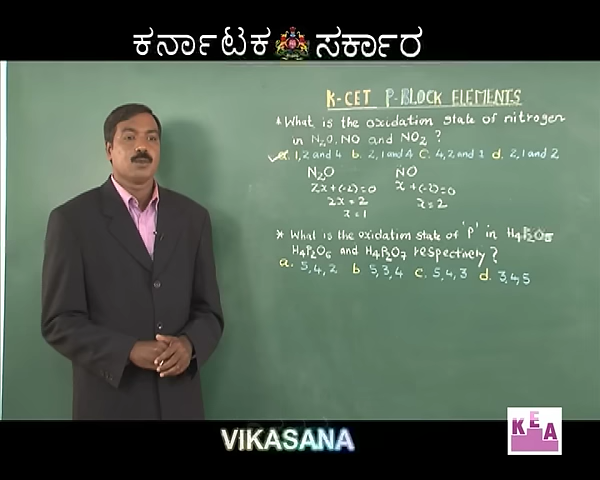 ಕರ್ನಾಟಕ ಸರ್ಕಾರ
K-CET P-BLOCK ELEMENTS
* What is the oxidation state of nitrogen
in N₂O, NO and NO₂ ?
a. 1,2 and 4 b. 2,1 and 4 c. 4,2 and 1 d. 2,1 and 2
N₂O NO
2x+(-2)=0 x+(-2)=0
2x=2 x=2
x=1
* What is the oxidation state of 'P' in H₄P₂O₅
H₄P₂O₆ and H₄P₂O₇ respectively ?
a. 5,4,2 b 5,3,4 c. 5,4,3 d. 3,4,5
VIKASANA
KEA